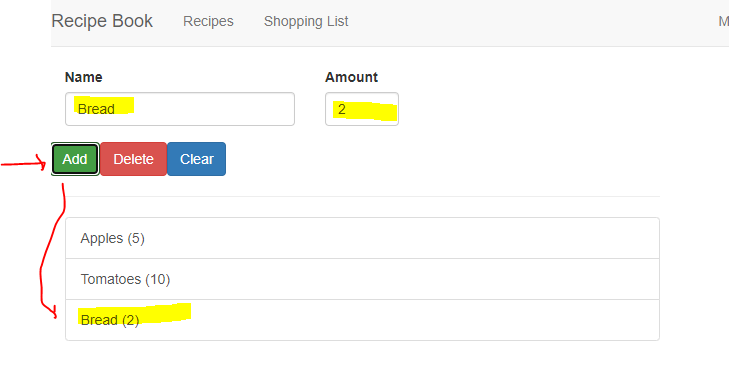 Recipe Book Recipes Shopping List M
Name Amount
Bread 2
Add Delete Clear
Apples (5)
Tomatoes (10)
Bread (2)